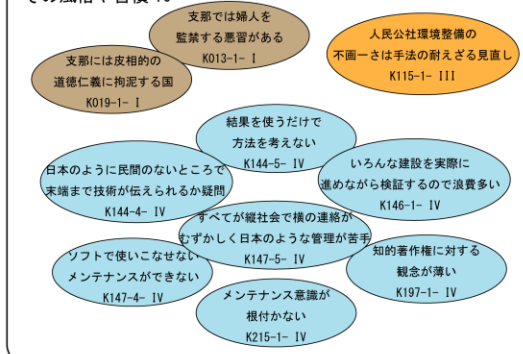 支那では婦人を
監禁する悪習がある
K013-1- I
人民公社環境整備の
不画一さは手法の耐えざる見直し
K115-1- III
支那には皮相的の
道徳仁義に拘泥する国
K019-1- I
結果を使うだけで
方法を考えない
K144-5- IV
日本のように民間のないところで
末端まで技術が伝えられるか疑問
K144-4- IV
いろんな建設を実際に
進めながら検証するので浪費多い
K146-1- IV
すべてが縦社会で横の連絡が
むずかしく日本のような管理が苦手
K147-5- IV
ソフトで使いこなせない
メンテナンスができない
K147-4- IV
知的著作権に対する
観念が薄い
K197-1- IV
メンテナンス意識が
根付かない
K215-1- IV